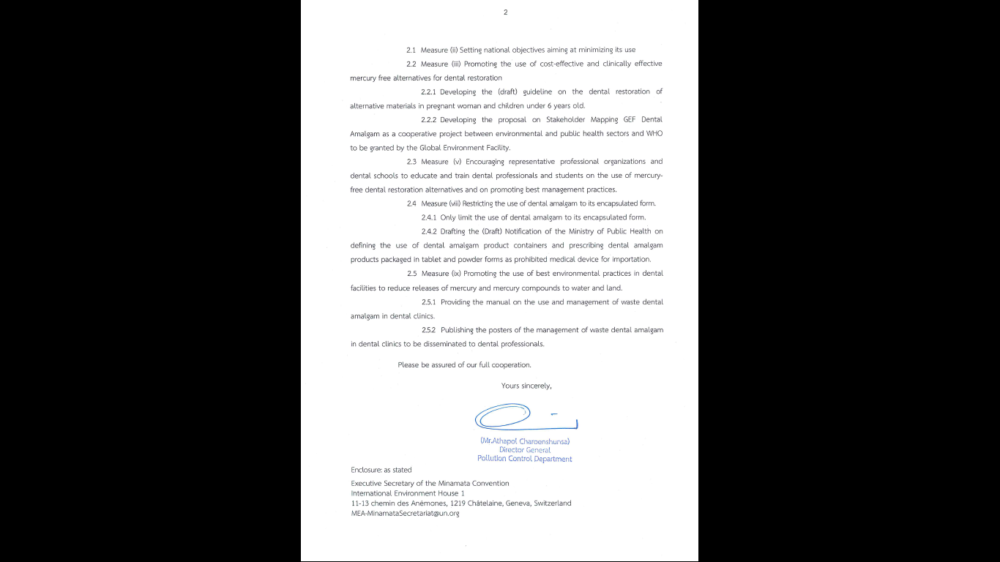 2
2.1 Measure (ii) Setting national objectives aiming at minimizing its use
2.2 Measure (iii) Promoting the use of cost-effective and clinically effective
mercury free alternatives for dental restoration
2.2.1 Developing the (draft) guideline on the dental restoration of
alternative materials in pregnant woman and children under 6 years old.
2.2.2 Developing the proposal on Stakeholder Mapping GEF Dental
Amalgam as a cooperative project between environmental and public health sectors and WHO
to be granted by the Global Environment Facility.
2.3 Measure (v) Encouraging representative professional organizations and
dental schools to educate and train dental professionals and students on the use of mercury-
free dental restoration alternatives and on promoting best management practices.
2.4 Measure (viii) Restricting the use of dental amalgam to its encapsulated form.
2.4.1 Only limit the use of dental amalgam to its encapsulated form.
2.4.2 Drafting the (Draft) Notification of the Ministry of Public Health on
defining the use of dental amalgam product containers and prescribing dental amalgam
products packaged in tablet and powder forms as prohibited medical device for importation.
2.5 Measure (ix) Promoting the use of best environmental practices in dental
facilities to reduce releases of mercury and mercury compounds to water and land.
2.5.1 Providing the manual on the use and management of waste dental
amalgam in dental clinics.
2.5.2 Publishing the posters of the management of waste dental amalgam
in dental clinics to be disseminated to dental professionals.
Please be assured of our full cooperation.
Yours sincerely,
(Mr.Athapol Charoenshunsa)
Director General
Pollution Control Department
Enclosure: as stated
Executive Secretary of the Minamata Convention
International Environment House 1
11-13 chemin des Anémones, 1219 Châtelaine, Geneva, Switzerland
MEA-MinamataSecretariat@un.org